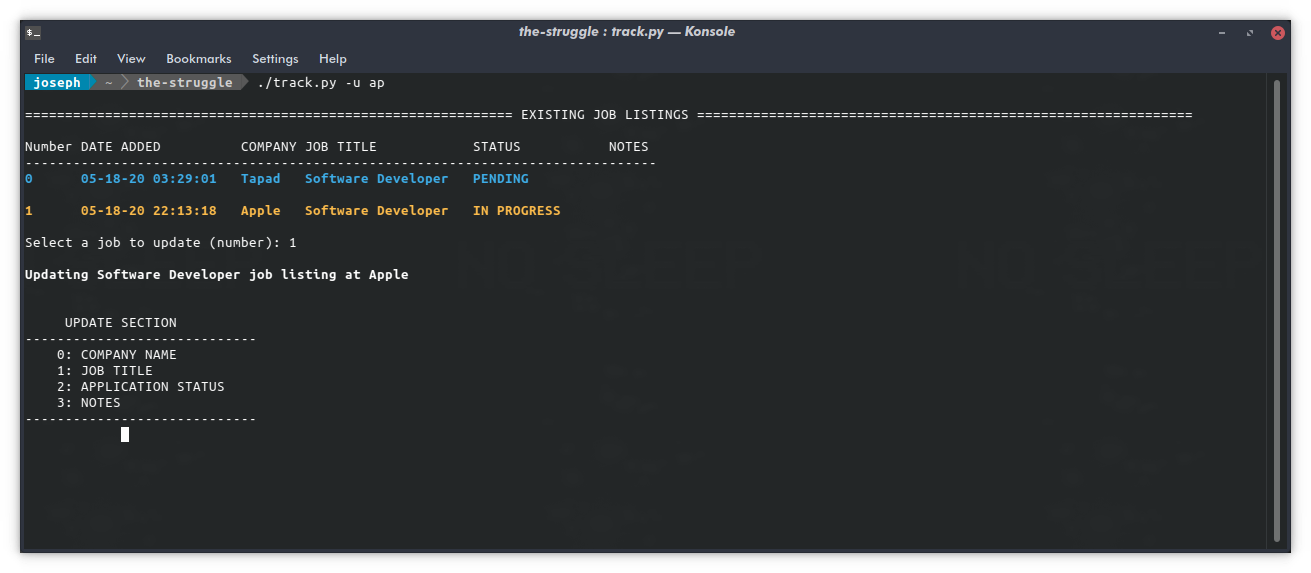 the-struggle : track.py — Konsole
File Edit View Bookmarks Settings Help
joseph ~ the-struggle ./track.py -u ap
============================================================= EXISTING JOB LISTINGS ==============================================================
Number DATE ADDED COMPANY JOB TITLE STATUS NOTES
-------------------------------------------------------------------------------
0 05-18-20 03:29:01 Tapad Software Developer PENDING
1 05-18-20 22:13:18 Apple Software Developer IN PROGRESS
Select a job to update (number): 1
Updating Software Developer job listing at Apple
UPDATE SECTION
-----------------------------
0: COMPANY NAME
1: JOB TITLE
2: APPLICATION STATUS
3: NOTES
-----------------------------